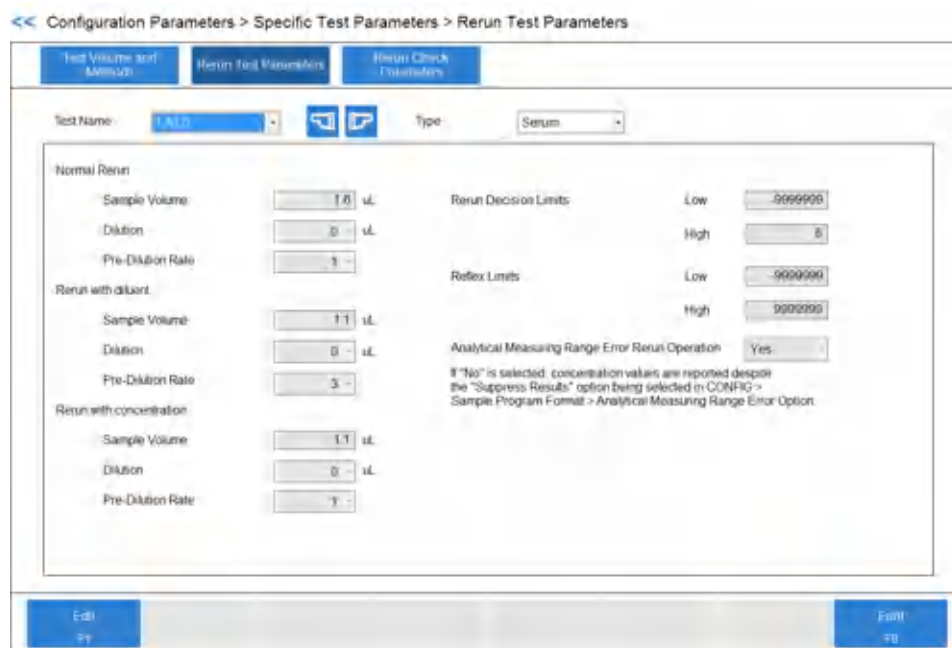 << Configuration Parameters > Specific Test Parameters > Rerun Test Parameters
Test Volume and Methods
Rerun Test Parameters
Rerun Check Parameters
Test Name
Type Serum
Normal Rerun
Sample Volume 1.6 uL
Dilution 0 uL
Pre-Dilution Rate 1
Rerun with diluent
Sample Volume 1.1 uL
Dilution 0 uL
Pre-Dilution Rate 3
Rerun with concentration
Sample Volume 1.1 uL
Dilution 0 uL
Pre-Dilution Rate 1
Rerun Decision Limits Low -9999999
High 6
Reflex Limits Low -9999999
High 9999999
Analytical Measuring Range Error Rerun Operation Yes
If "No" is selected, concentration values are reported despite
the "Suppress Results" option being selected in CONFIG >
Sample Program Format > Analytical Measuring Range Error Option.
Edit
F1
F8